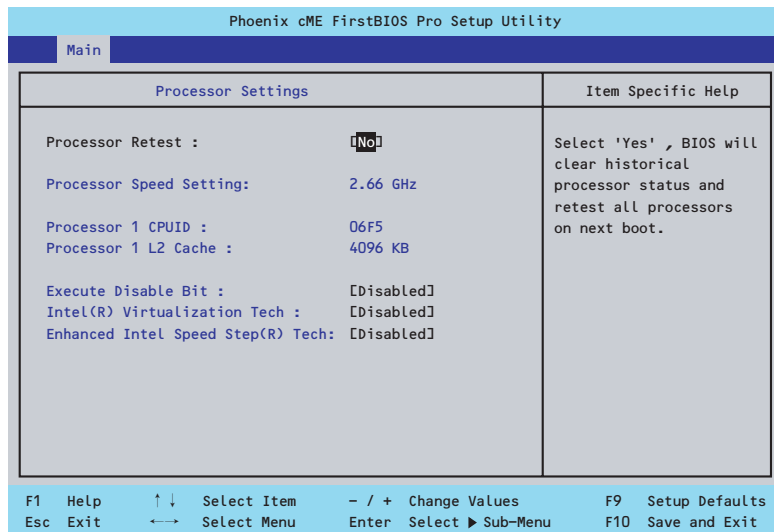 Phoenix cME FirstBIOS Pro Setup Utility
Main
Processor Settings
Item Specific Help
Processor Retest : [No]
Processor Speed Setting: 2.66 GHz
Processor 1 CPUID : 06F5
Processor 1 L2 Cache : 4096 KB
Execute Disable Bit : [Disabled]
Intel(R) Virtualization Tech : [Disabled]
Enhanced Intel Speed Step(R) Tech: [Disabled]
Select 'Yes' , BIOS will
clear historical
processor status and
retest all processors
on next boot.
F1 Help ↑↓ Select Item - / + Change Values F9 Setup Defaults
Esc Exit ←→ Select Menu Enter Select ▶ Sub-Menu F10 Save and Exit